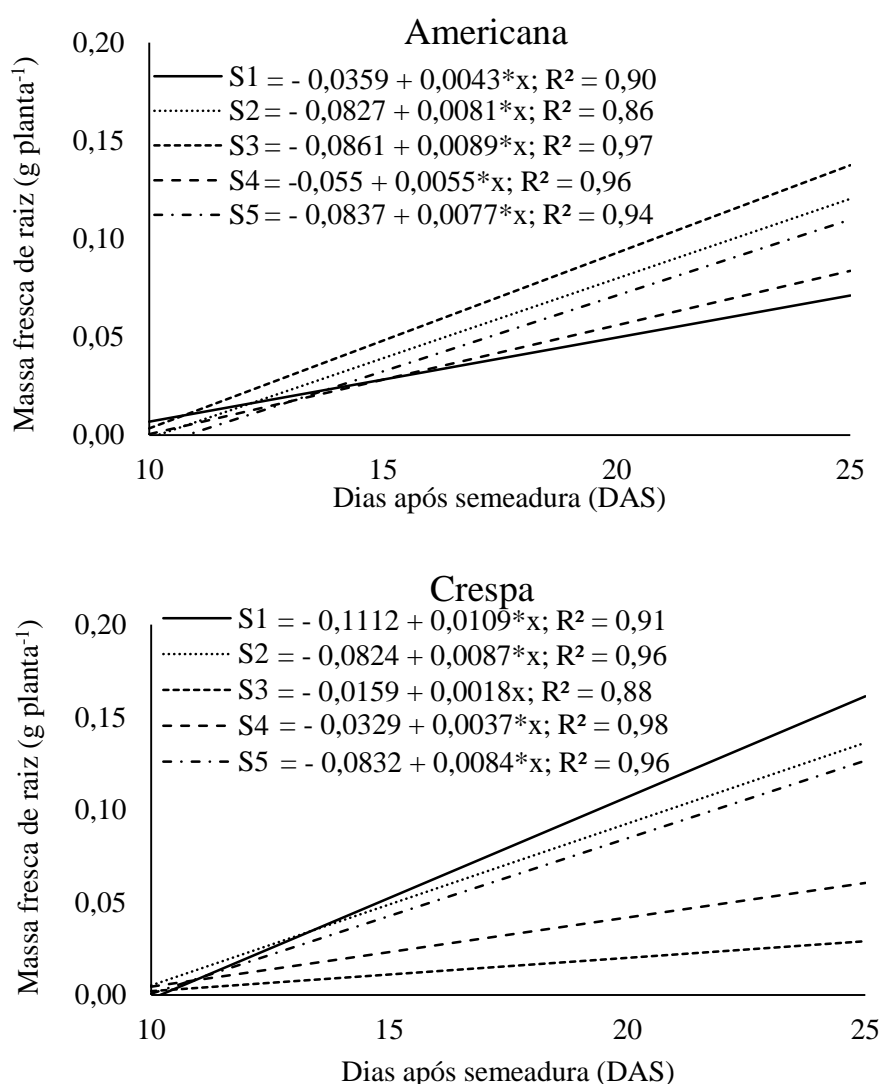 Americana
S1 = - 0,0359 + 0,0043*x; R² = 0,90
S2 = - 0,0827 + 0,0081*x; R² = 0,86
S3 = - 0,0861 + 0,0089*x; R² = 0,97
S4 = -0,055 + 0,0055*x; R² = 0,96
S5 = - 0,0837 + 0,0077*x; R² = 0,94
Massa fresca de raiz (g planta⁻¹)
0,20
0,15
0,10
0,05
0,00
10 15 20 25
Dias após semeadura (DAS)
Crespa
S1 = - 0,1112 + 0,0109*x; R² = 0,91
S2 = - 0,0824 + 0,0087*x; R² = 0,96
S3 = - 0,0159 + 0,0018x; R² = 0,88
S4 = - 0,0329 + 0,0037*x; R² = 0,98
S5 = - 0,0832 + 0,0084*x; R² = 0,96
Massa fresca de raiz (g planta⁻¹)
0,20
0,15
0,10
0,05
0,00
10 15 20 25
Dias após semeadura (DAS)